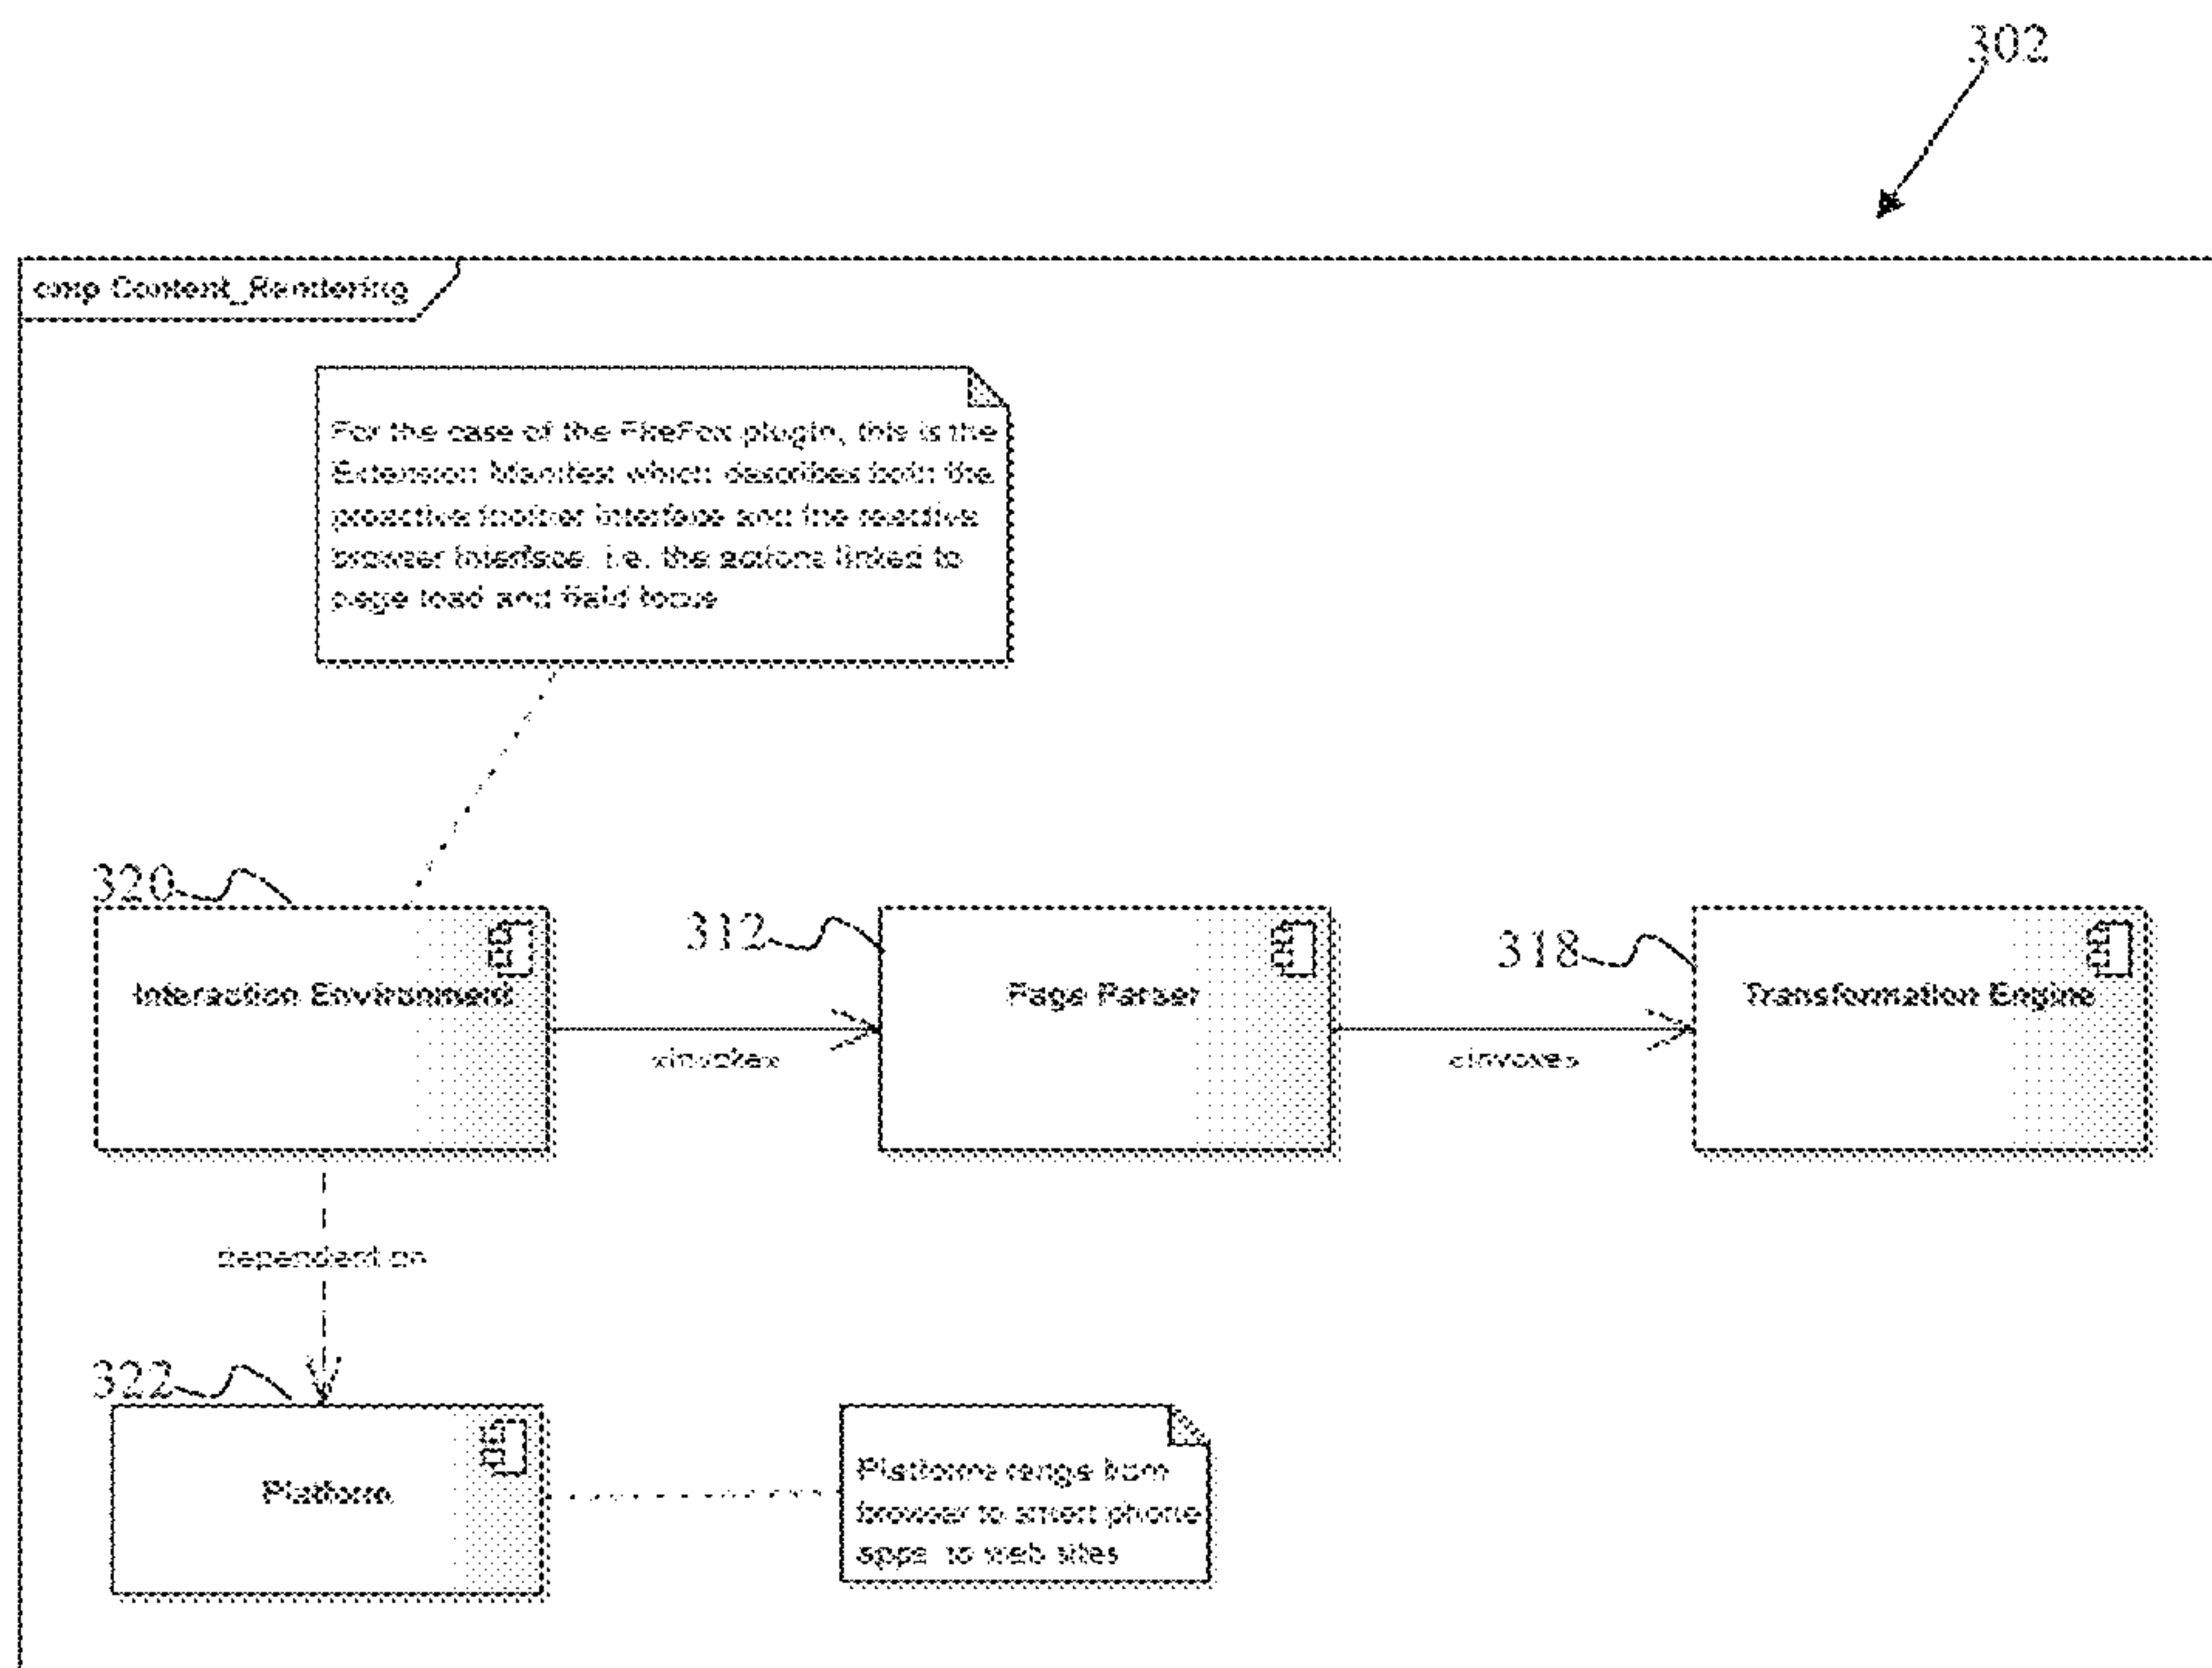 302
cmp Content_Rendering
For the case of the FireFox plugin, this is the
Extension Manifest which describes both the
proactive toolbar interface and the reactive
browser interface, i.e. the actions linked to
page load and field focus
320
312
318
Interaction Environment
Page Parser
Transformation Engine
«invokes»
«invokes»
dependent on
322
Platform
Platforms range from
browser to smart phone
apps to web sites